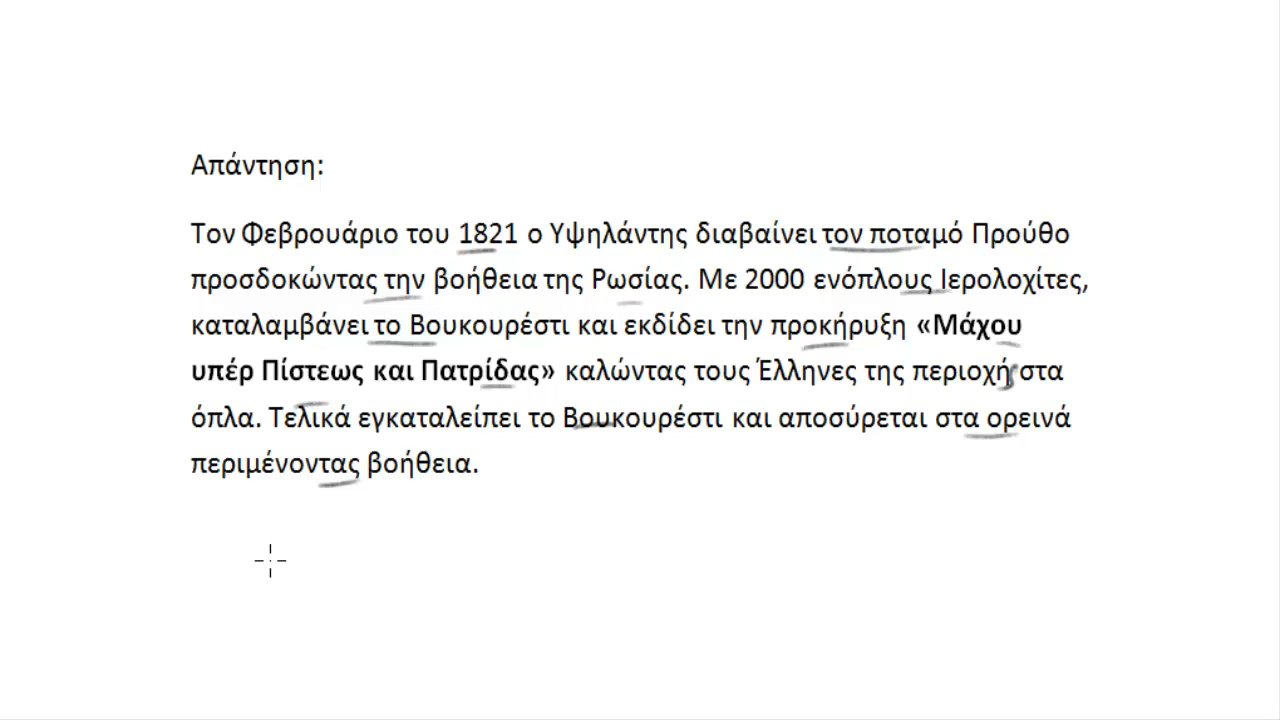 Απάντηση:
Τον Φεβρουάριο του 1821 ο Υψηλάντης διαβαίνει τον ποταμό Προύθο
προσδοκώντας την βοήθεια της Ρωσίας. Με 2000 ενόπλους Ιερολοχίτες,
καταλαμβάνει το Βουκουρέστι και εκδίδει την προκήρυξη «Μάχου
υπέρ Πίστεως και Πατρίδας» καλώντας τους Έλληνες της περιοχής στα
όπλα. Τελικά εγκαταλείπει το Βουκουρέστι και αποσύρεται στα ορεινά
περιμένοντας βοήθεια.